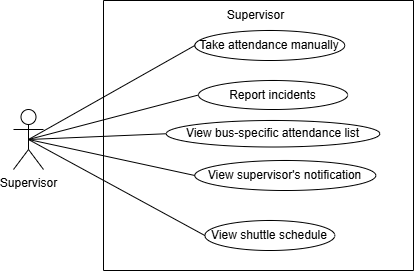 Supervisor
Take attendance manually
Report incidents
View bus-specific attendance list
View supervisor's notification
Supervisor
View shuttle schedule